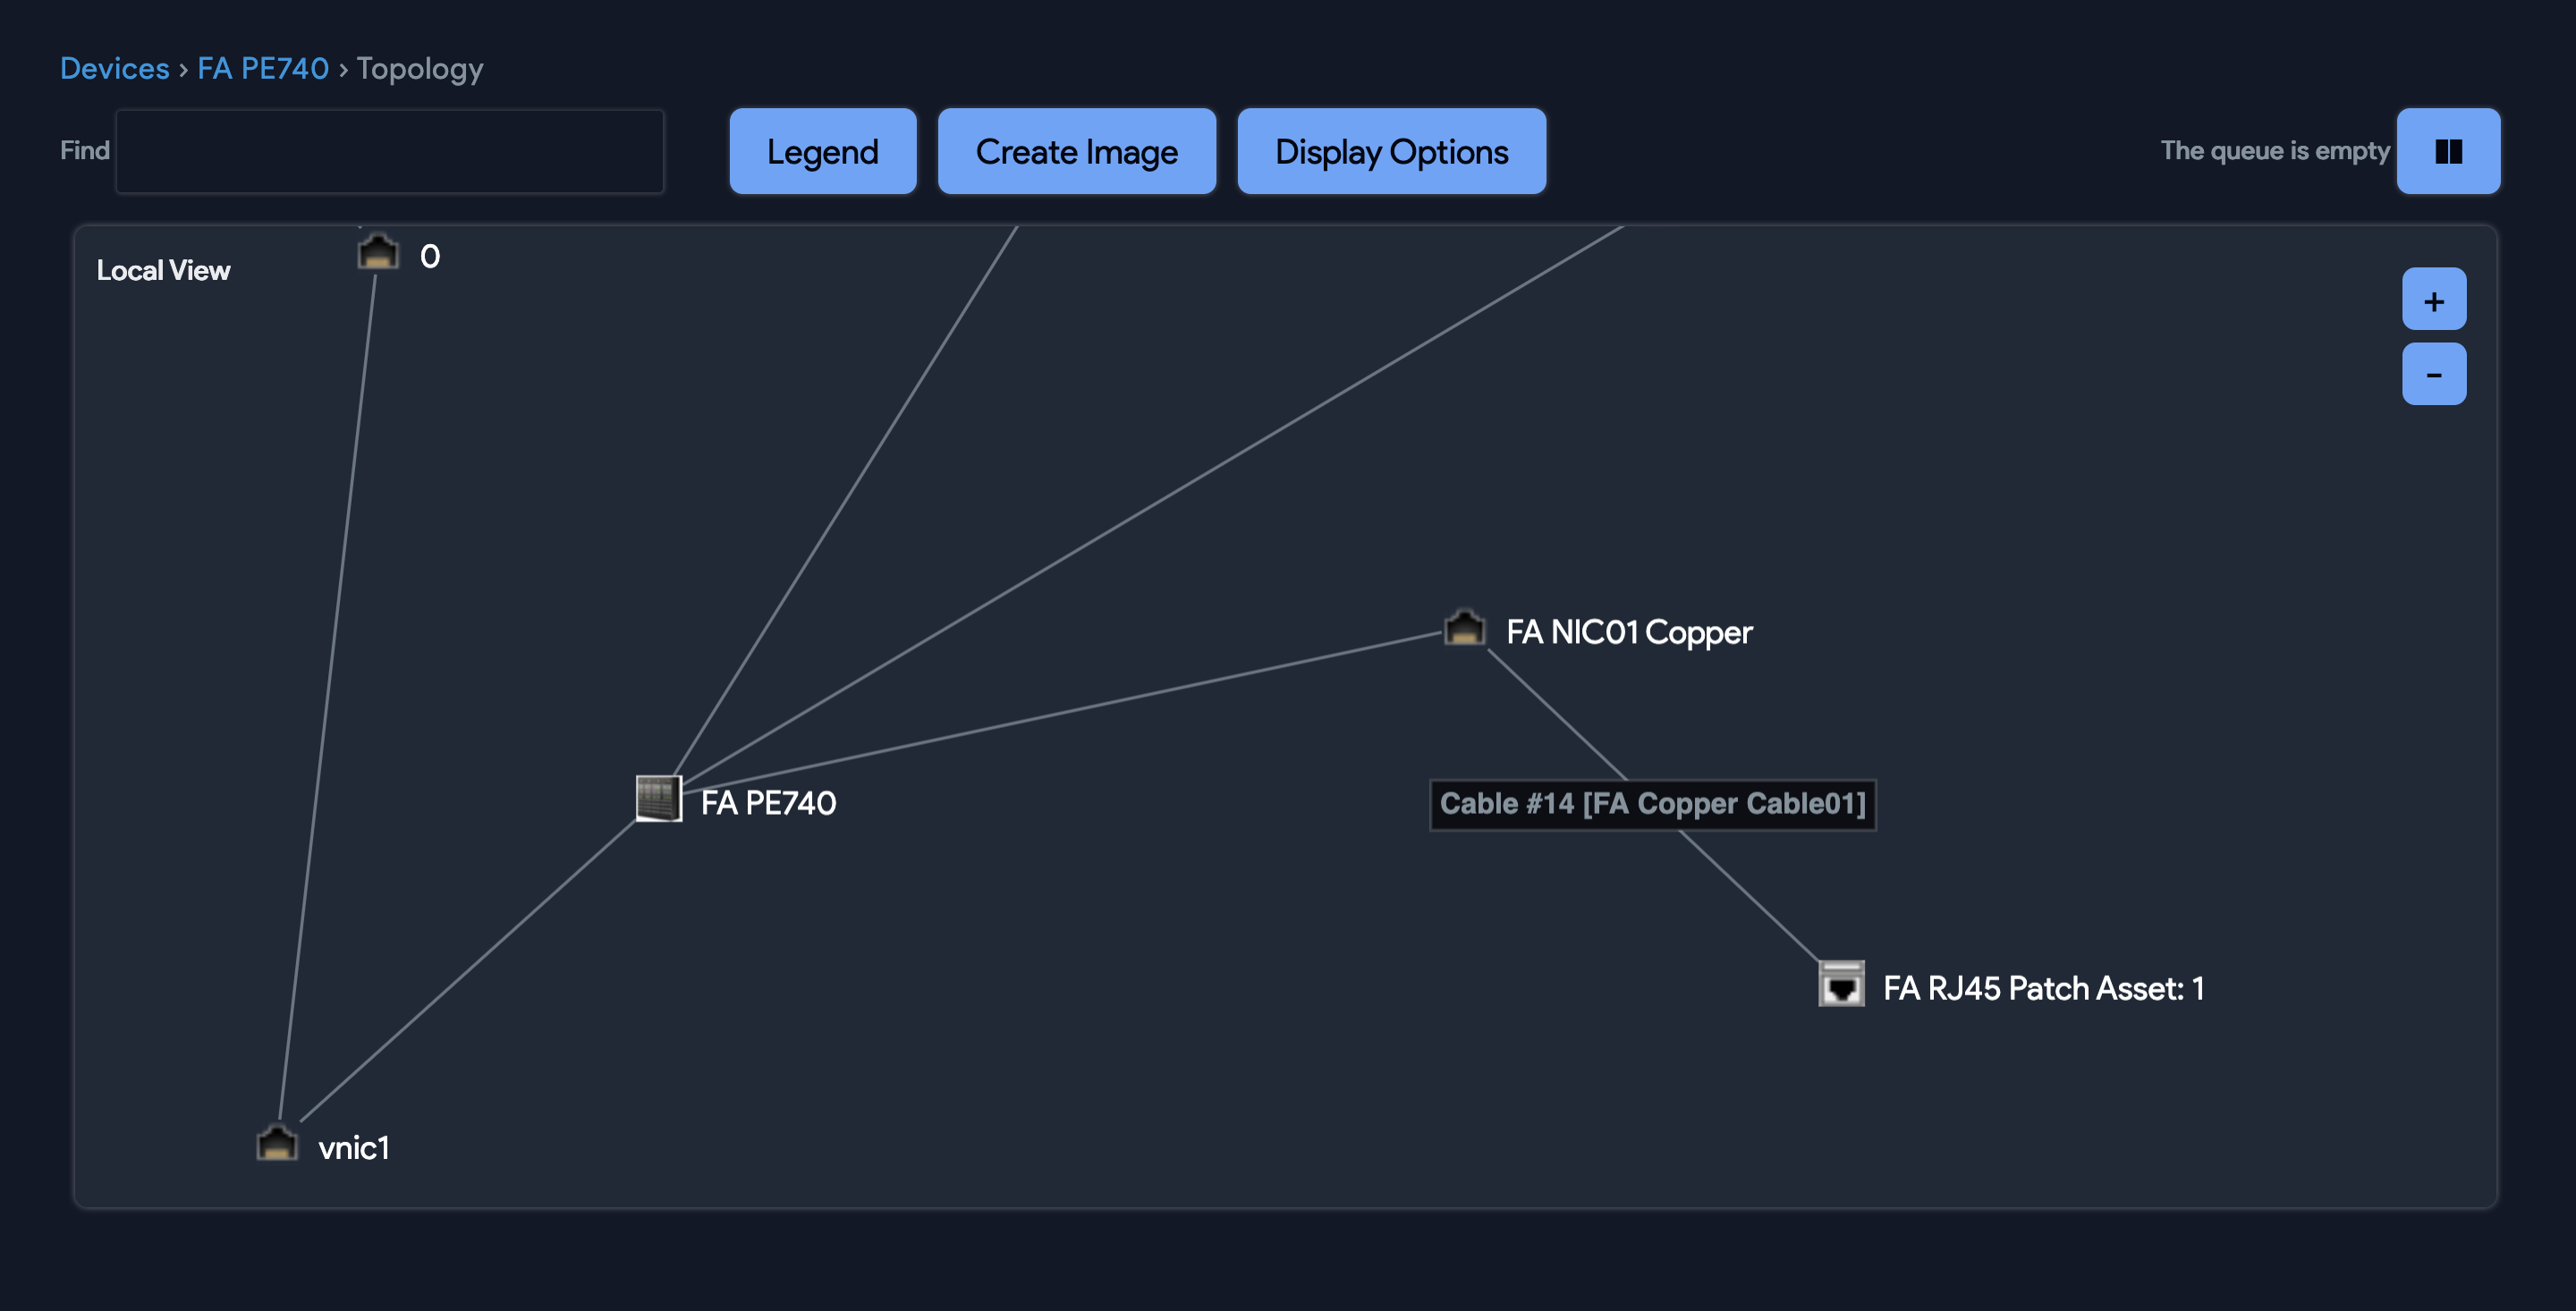 Devices › FA PE740 › Topology
Find
Legend
Create Image
Display Options
The queue is empty
Local View
0
+
-
FA NIC01 Copper
Cable #14 [FA Copper Cable01]
FA PE740
FA RJ45 Patch Asset: 1
vnic1